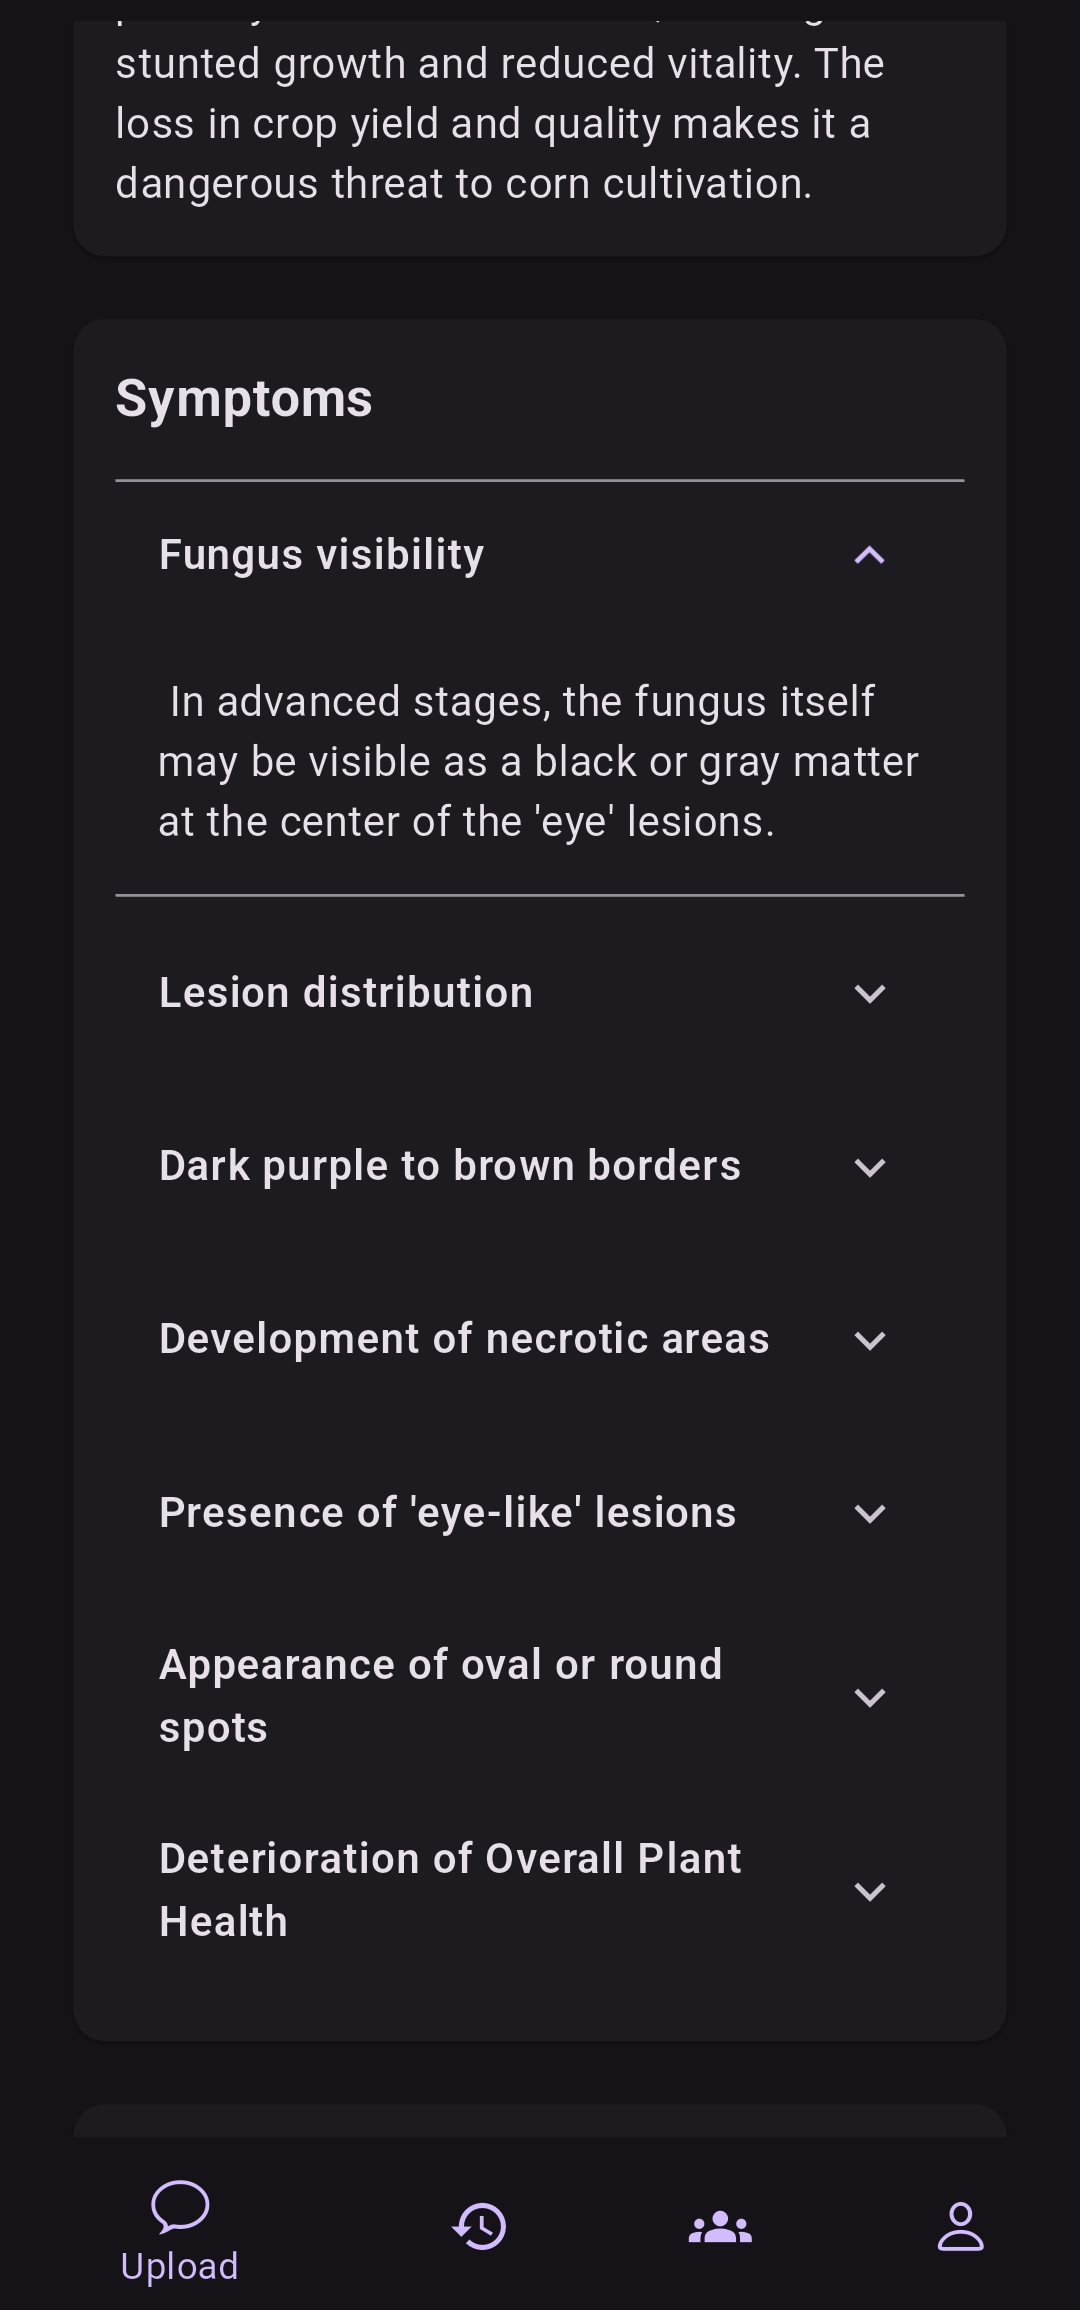 stunted growth and reduced vitality. The
loss in crop yield and quality makes it a
dangerous threat to corn cultivation.
Symptoms
Fungus visibility
In advanced stages, the fungus itself
may be visible as a black or gray matter
at the center of the 'eye' lesions.
Lesion distribution
Dark purple to brown borders
Development of necrotic areas
Presence of 'eye-like' lesions
Appearance of oval or round
spots
Deterioration of Overall Plant
Health
Upload